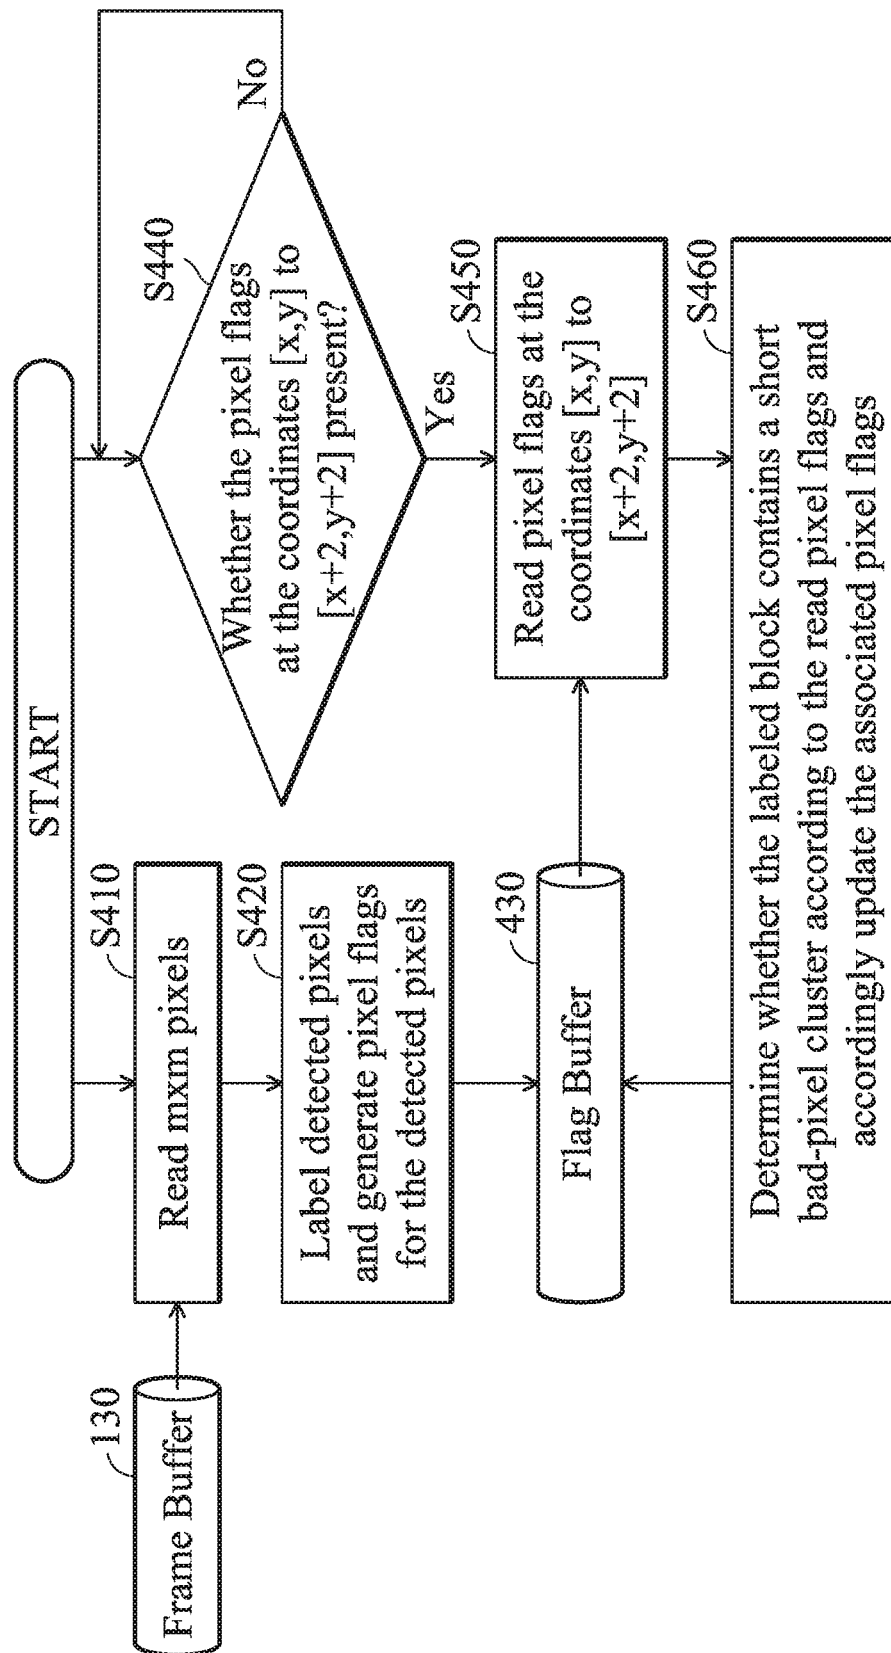 START
130
Frame Buffer
S410
Read mxm pixels
S420
Label detected pixels
and generate pixel flags
for the detected pixels
430
Flag Buffer
S440
Whether the pixel flags
at the coordinates [x,y] to
[x+2,y+2] present?
No
Yes
S450
Read pixel flags at the
coordinates [x,y] to
[x+2,y+2]
S460
Determine whether the labeled block contains a short
bad-pixel cluster according to the read pixel flags and
accordingly update the associated pixel flags